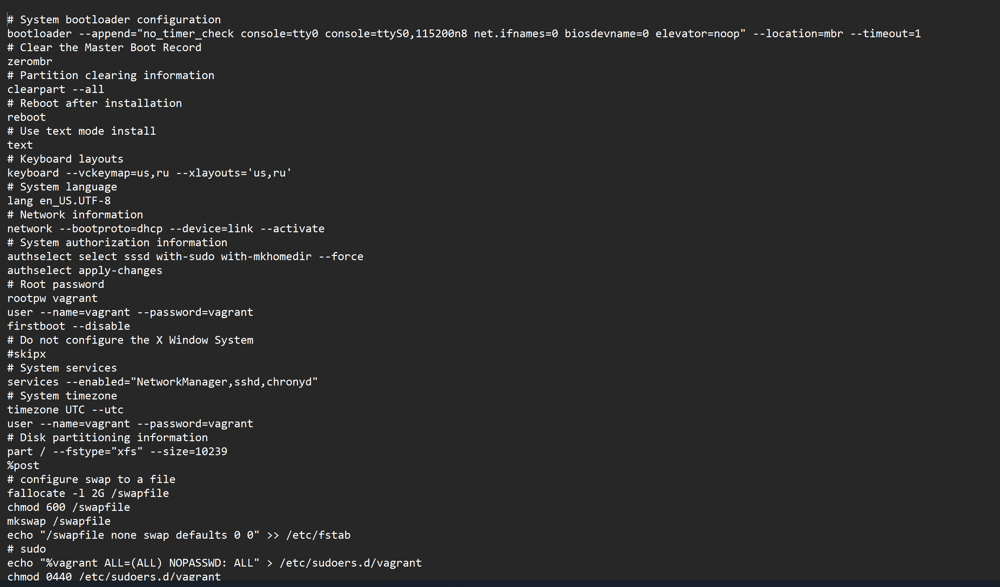 # System bootloader configuration
bootloader --append="no_timer_check console=tty0 console=ttyS0,115200n8 net.ifnames=0 biosdevname=0 elevator=noop" --location=mbr --timeout=1
# Clear the Master Boot Record
zerombr
# Partition clearing information
clearpart --all
# Reboot after installation
reboot
# Use text mode install
text
# Keyboard layouts
keyboard --vckeymap=us,ru --xlayouts='us,ru'
# System language
lang en_US.UTF-8
# Network information
network --bootproto=dhcp --device=link --activate
# System authorization information
authselect select sssd with-sudo with-mkhomedir --force
authselect apply-changes
# Root password
rootpw vagrant
user --name=vagrant --password=vagrant
firstboot --disable
# Do not configure the X Window System
#skipx
# System services
services --enabled="NetworkManager,sshd,chronyd"
# System timezone
timezone UTC --utc
user --name=vagrant --password=vagrant
# Disk partitioning information
part / --fstype="xfs" --size=10239
%post
# configure swap to a file
fallocate -l 2G /swapfile
chmod 600 /swapfile
mkswap /swapfile
echo "/swapfile none swap defaults 0 0" >> /etc/fstab
# sudo
echo "%vagrant ALL=(ALL) NOPASSWD: ALL" > /etc/sudoers.d/vagrant
chmod 0440 /etc/sudoers.d/vagrant